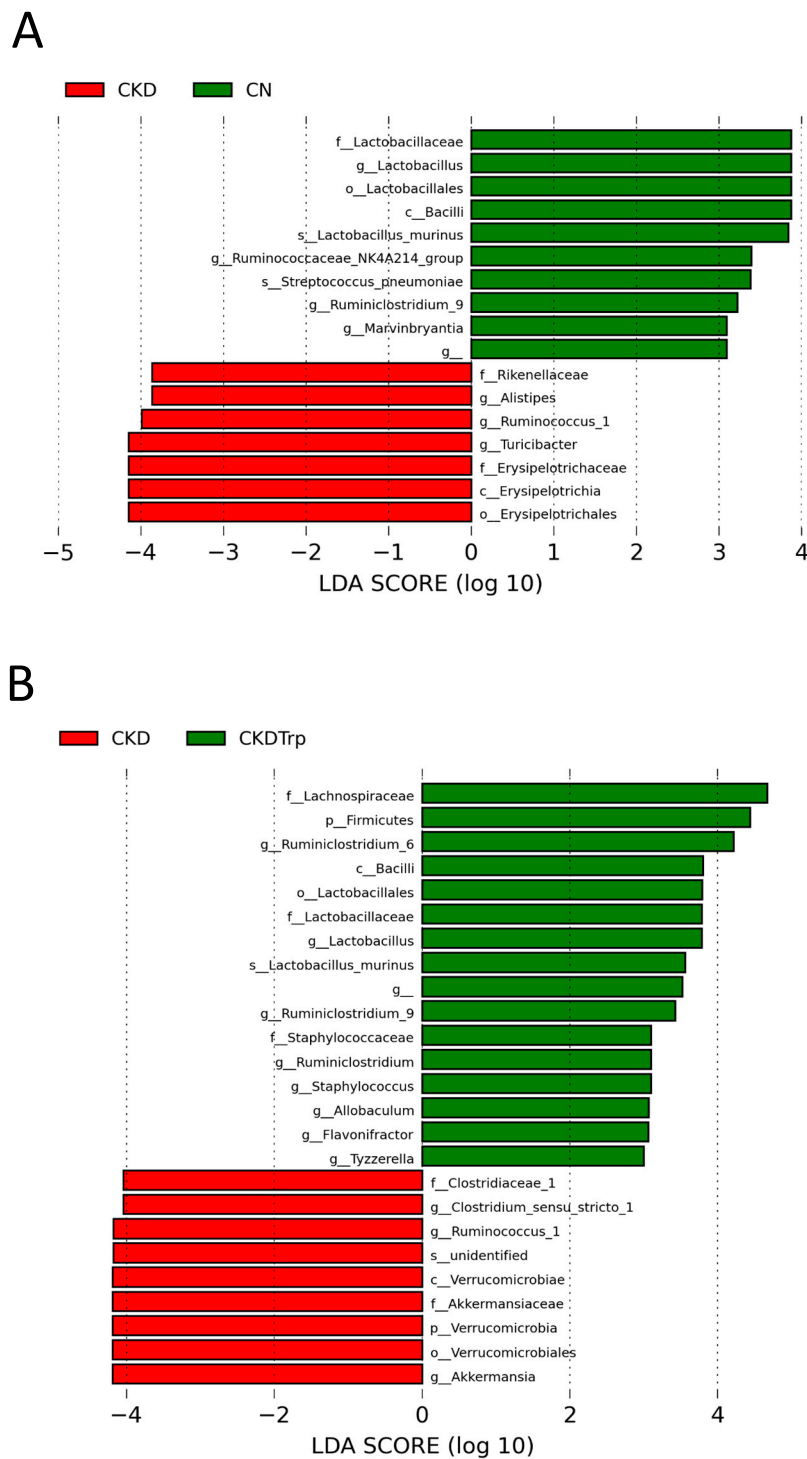 A
CKD CN
f__Lactobacillaceae
g__Lactobacillus
o__Lactobacillales
c__Bacilli
s__Lactobacillus_murinus
g__Ruminococcaceae_NK4A214_group
s__Streptococcus_pneumoniae
g__Ruminiclostridium_9
g__Marvinbryantia
g__
f__Rikenellaceae
g__Alistipes
g__Ruminococcus_1
g__Turicibacter
f__Erysipelotrichaceae
c__Erysipelotrichia
o__Erysipelotrichales
−5 −4 −3 −2 −1 0 1 2 3 4
LDA SCORE (log 10)
B
CKD CKDTrp
f__Lachnospiraceae
p__Firmicutes
g__Ruminiclostridium_6
c__Bacilli
o__Lactobacillales
f__Lactobacillaceae
g__Lactobacillus
s__Lactobacillus_murinus
g__
g__Ruminiclostridium_9
f__Staphylococcaceae
g__Ruminiclostridium
g__Staphylococcus
g__Allobaculum
g__Flavonifractor
g__Tyzzerella
f__Clostridiaceae_1
g__Clostridium_sensu_stricto_1
g__Ruminococcus_1
s__unidentified
c__Verrucomicrobiae
f__Akkermansiaceae
p__Verrucomicrobia
o__Verrucomicrobiales
g__Akkermansia
−4 −2 0 2 4
LDA SCORE (log 10)